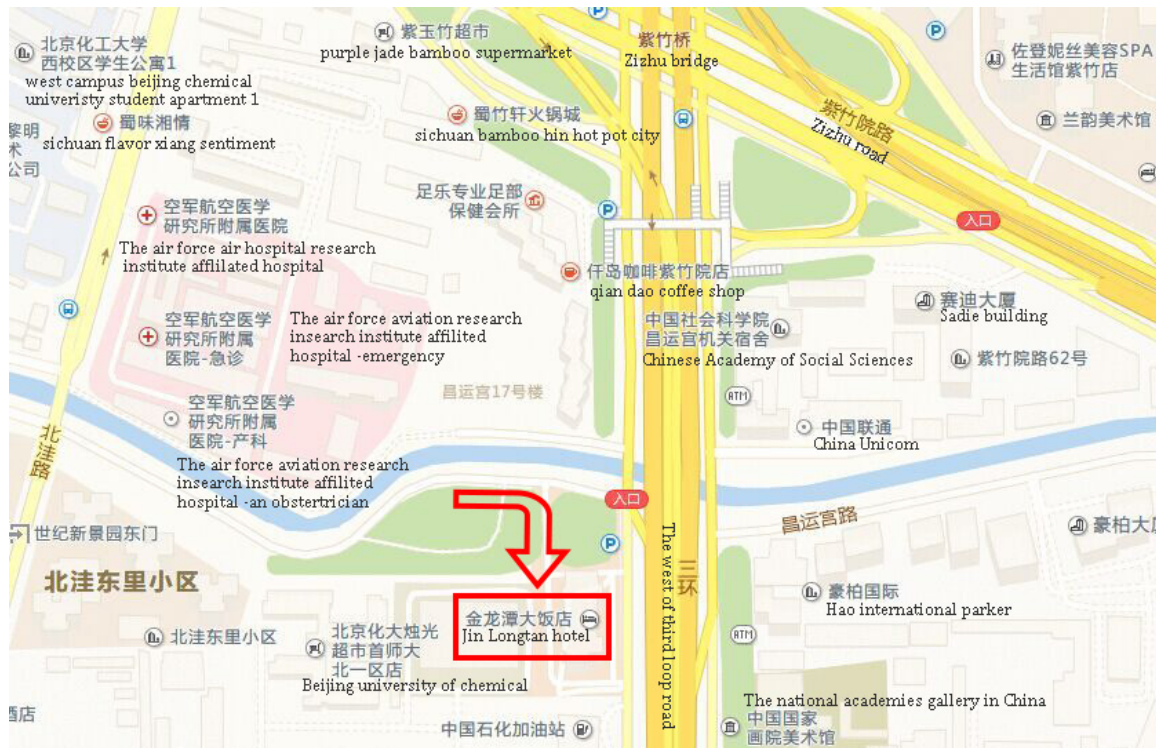 北京化工大学
西校区学生公寓1
west campus beijing chemical
univeristy student apartment 1
紫玉竹超市
purple jade bamboo supermarket
紫竹桥
Zizhu bridge
P
P
佐登妮丝美容SPA
生活馆紫竹店
兰韵美术馆
黎明
术
公司
蜀味湘情
sichuan flavor xiang sentiment
蜀竹轩火锅城
sichuan bamboo hin hot pot city
紫竹院路
Zizhu road
空军航空医学
研究所附属医院
The air force air hospital research
institute afflilated hospital
足乐专业足部
保健会所
P
入口
仟岛咖啡紫竹院店
qian dao coffee shop
赛迪大厦
Sadie building
空军航空医学
研究所附属
医院-急诊
The air force aviation research
insearch institute affilited
hospital -emergency
中国社会科学院
昌运宫机关宿舍
Chinese Academy of Social Sciences
紫竹院路62号
昌运宫17号楼
ATM
空军航空医学
研究所附属
医院-产科
The air force aviation research
insearch institute affilited
hospital -an obstertrician
中国联通
China Unicom
北洼路
入口
昌运宫路
世纪新景园东门
P
豪柏大厦
The west of third loop road
三环
北洼东里小区
金龙潭大饭店
Jin Longtan hotel
豪柏国际
Hao international parker
北洼东里小区
北京化大烛光
超市首师大
北一区店
Beijing university of chemical
ATM
The national academies gallery in China
中国国家
画院美术馆
酒店
中国石化加油站